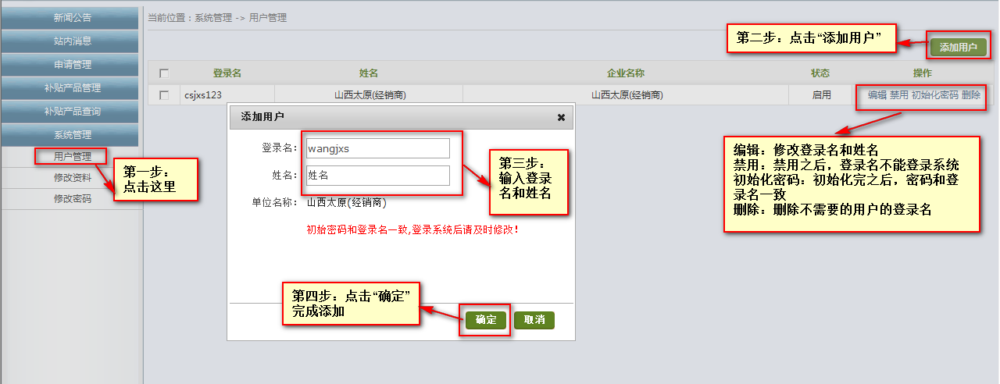 新闻公告
站内消息
申请管理
补贴产品管理
补贴产品查询
系统管理
用户管理
修改资料
修改密码
第一步：
点击这里
当前位置：系统管理 -> 用户管理
第二步：点击“添加用户”
添加用户
登录名 姓名 企业名称 状态 操作
csjxs123 山西太原(经销商) 山西太原(经销商) 启用 编辑 禁用 初始化密码 删除
添加用户
登录名： wangjxs
姓名： 姓名
单位名称： 山西太原(经销商)
初始密码和登录名一致,登录系统后请及时修改!
第三步：
输入登录
名和姓名
第四步：点击“确定”
完成添加
确定 取消
编辑：修改登录名和姓名
禁用：禁用之后，登录名不能登录系统
初始化密码：初始化完之后，密码和登
录名一致
删除：删除不需要的用户的登录名